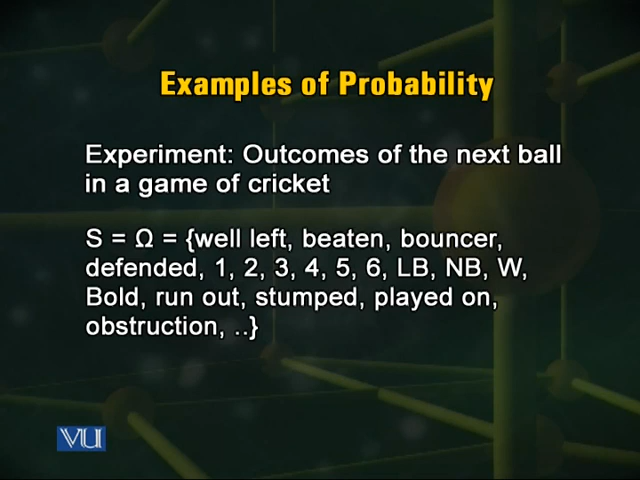 Examples of Probability
Experiment: Outcomes of the next ball
in a game of cricket
S = Ω = {well left, beaten, bouncer,
defended, 1, 2, 3, 4, 5, 6, LB, NB, W,
Bold, run out, stumped, played on,
obstruction, ..}
VU